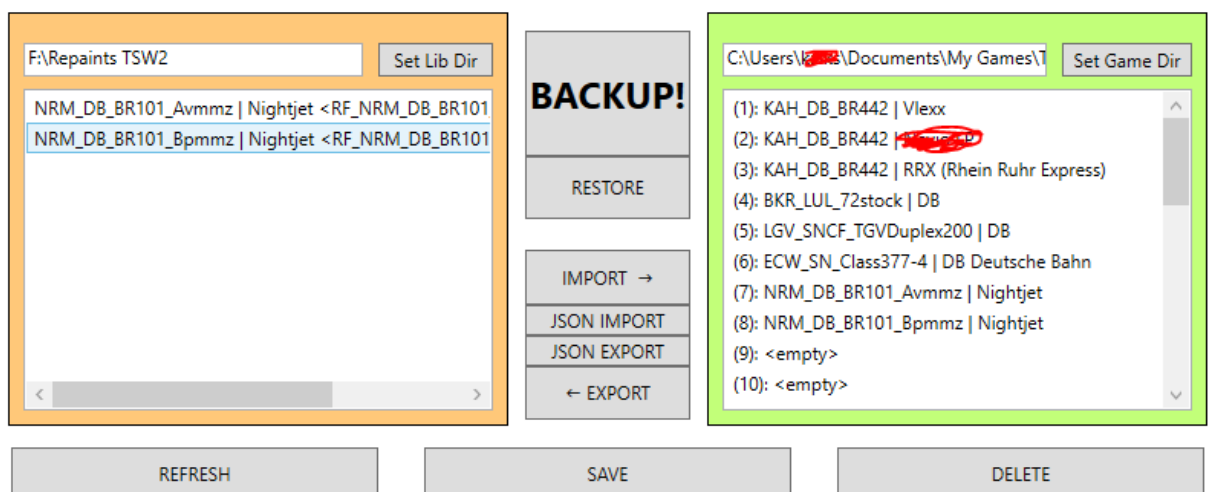 F:\Repaints TSW2
Set Lib Dir
NRM_DB_BR101_Avmmz | Nightjet <RF_NRM_DB_BR101
NRM_DB_BR101_Bpmmz | Nightjet <RF_NRM_DB_BR101
BACKUP!
RESTORE
IMPORT →
JSON IMPORT
JSON EXPORT
← EXPORT
C:\Users\ \Documents\My Games\T
Set Game Dir
(1): KAH_DB_BR442 | Vlexx
(2): KAH_DB_BR442 |
(3): KAH_DB_BR442 | RRX (Rhein Ruhr Express)
(4): BKR_LUL_72stock | DB
(5): LGV_SNCF_TGVDuplex200 | DB
(6): ECW_SN_Class377-4 | DB Deutsche Bahn
(7): NRM_DB_BR101_Avmmz | Nightjet
(8): NRM_DB_BR101_Bpmmz | Nightjet
(9): <empty>
(10): <empty>
REFRESH
SAVE
DELETE